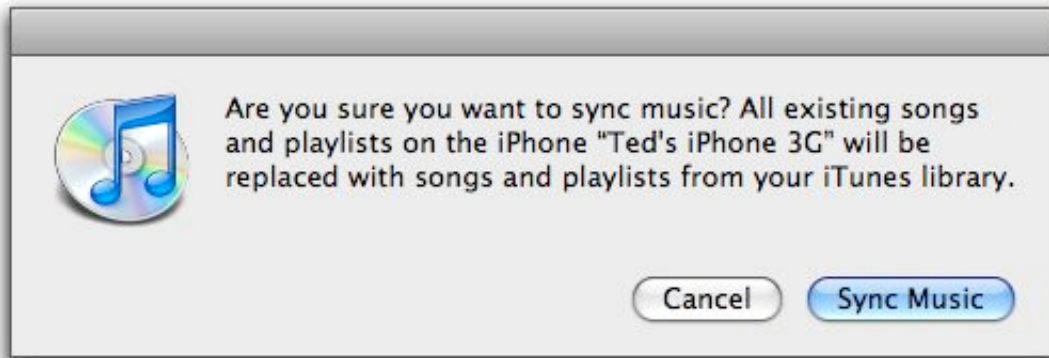 Are you sure you want to sync music? All existing songs
and playlists on the iPhone “Ted's iPhone 3G” will be
replaced with songs and playlists from your iTunes library.
Cancel
Sync Music